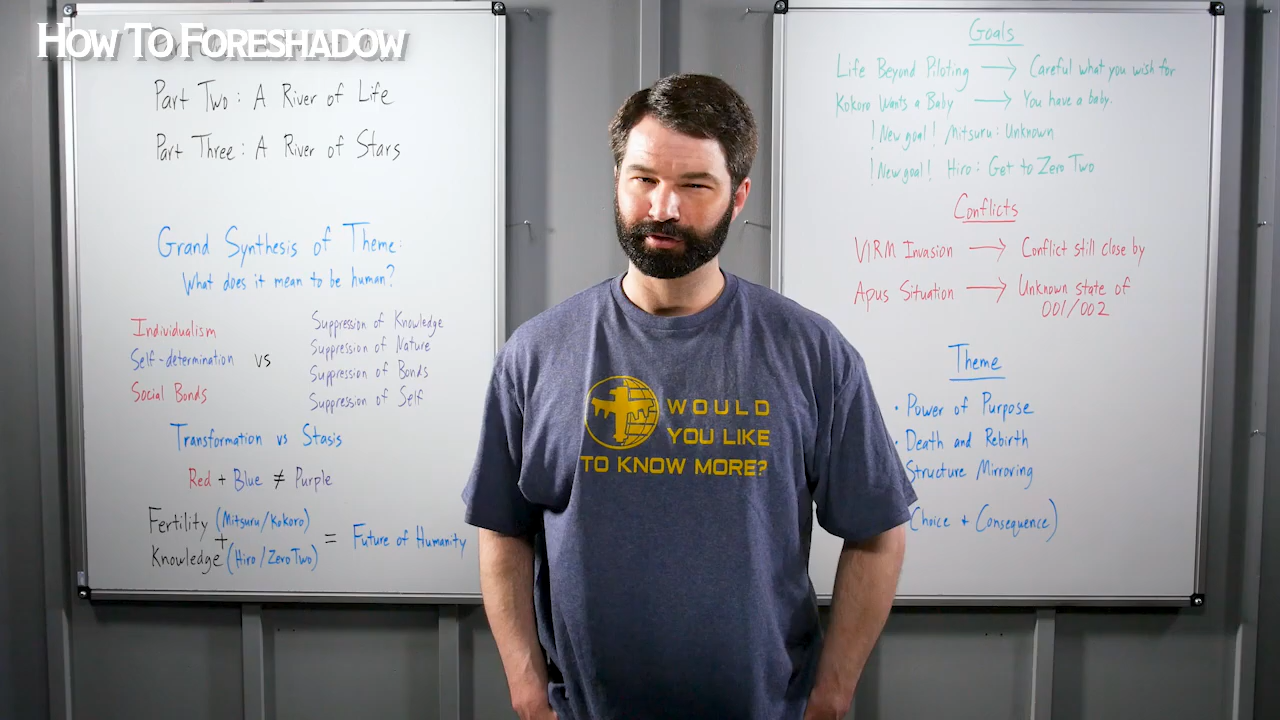 How To Foreshadow
Part Two: A River of Life
Part Three: A River of Stars
Grand Synthesis of Theme:
What does it mean to be human?
Individualism
Self-determination
Social Bonds
vs
Suppression of Knowledge
Suppression of Nature
Suppression of Bonds
Suppression of Self
Transformation vs Stasis
Red + Blue ≠ Purple
Fertility (Mitsuru/Kokoro)
+
Knowledge (Hiro/Zero Two)
= Future of Humanity
WOULD
YOU LIKE
TO KNOW MORE?
Goals
Life Beyond Piloting → Careful what you wish for
Kokoro Wants a Baby → You have a baby.
! New goal! Mitsuru: Unknown
! New goal! Hiro: Get to Zero Two
Conflicts
VIRM Invasion → Conflict still close by
Apus Situation → Unknown state of
001/002
Theme
• Power of Purpose
• Death and Rebirth
Structure Mirroring
(Choice + Consequence)